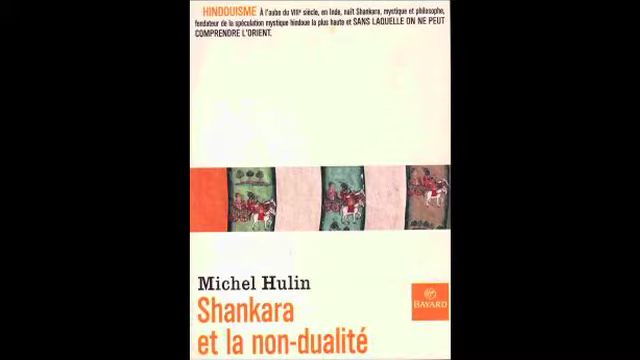 HINDOUISME À l'aube du VIIIe siècle, en Inde, naît Shankara, mystique et philosophe,
fondateur de la spéculation mystique hindoue la plus haute et SANS LAQUELLE ON NE PEUT
COMPRENDRE L'ORIENT.
Michel Hulin
BAYARD
Shankara
et la non-dualité